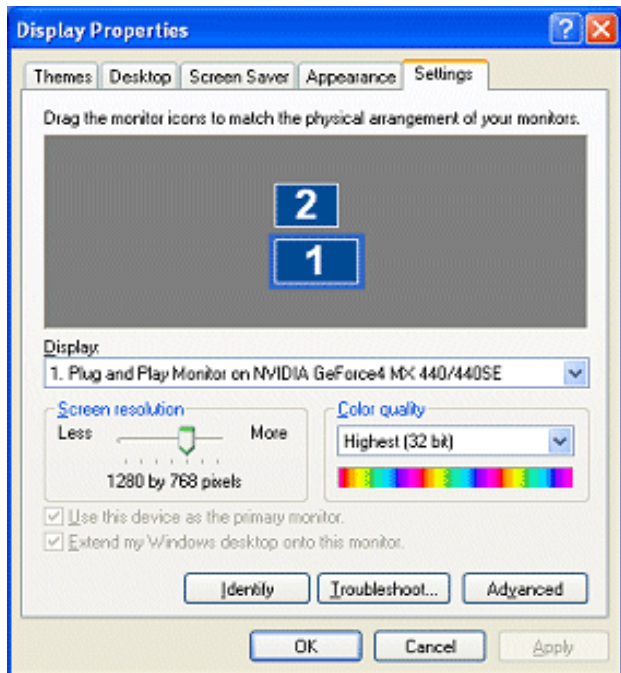 Display Properties
Themes Desktop Screen Saver Appearance Settings
Drag the monitor icons to match the physical arrangement of your monitors.
2
1
Display:
1. Plug and Play Monitor on NVIDIA GeForce4 MX 440/440SE
Screen resolution
Less More
1280 by 768 pixels
Color quality
Highest (32 bit)
Use this device as the primary monitor.
Extend my Windows desktop onto this monitor.
Identify Troubleshoot... Advanced
OK Cancel Apply